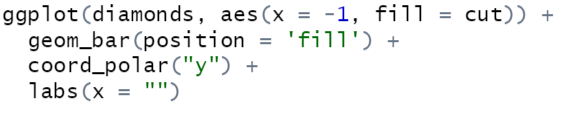 ggplot(diamonds, aes(x = -1, fill = cut)) +
  geom_bar(position = 'fill') +
  coord_polar("y") +
  labs(x = "")